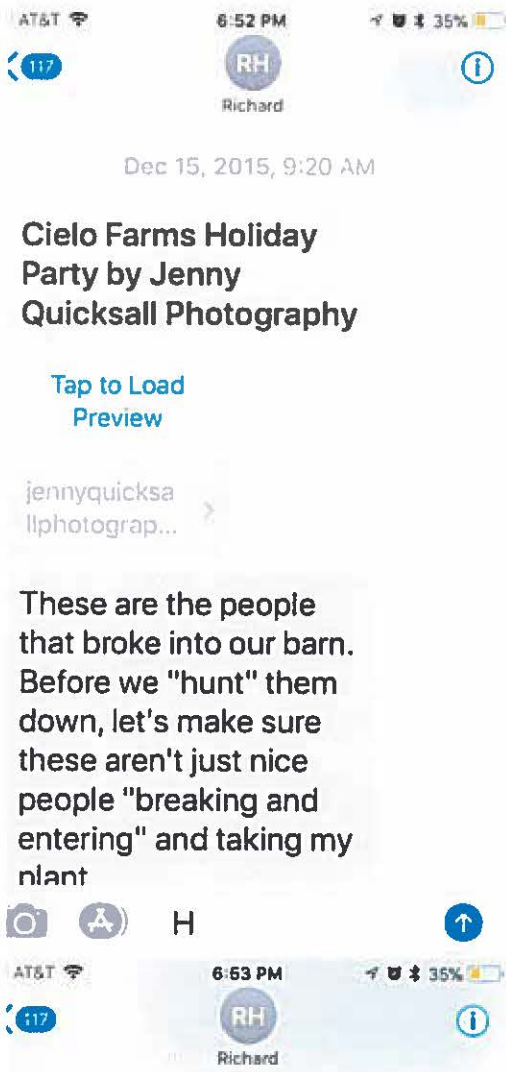 AT&T 6:52 PM 35%
117 RH
Richard
Dec 15, 2015, 9:20 AM
Cielo Farms Holiday
Party by Jenny
Quicksall Photography
Tap to Load
Preview
jennyquicksa
llphotograp...
These are the people
that broke into our barn.
Before we "hunt" them
down, let's make sure
these aren't just nice
people "breaking and
entering" and taking my
plant
H
AT&T 6:53 PM 35%
117 RH
Richard